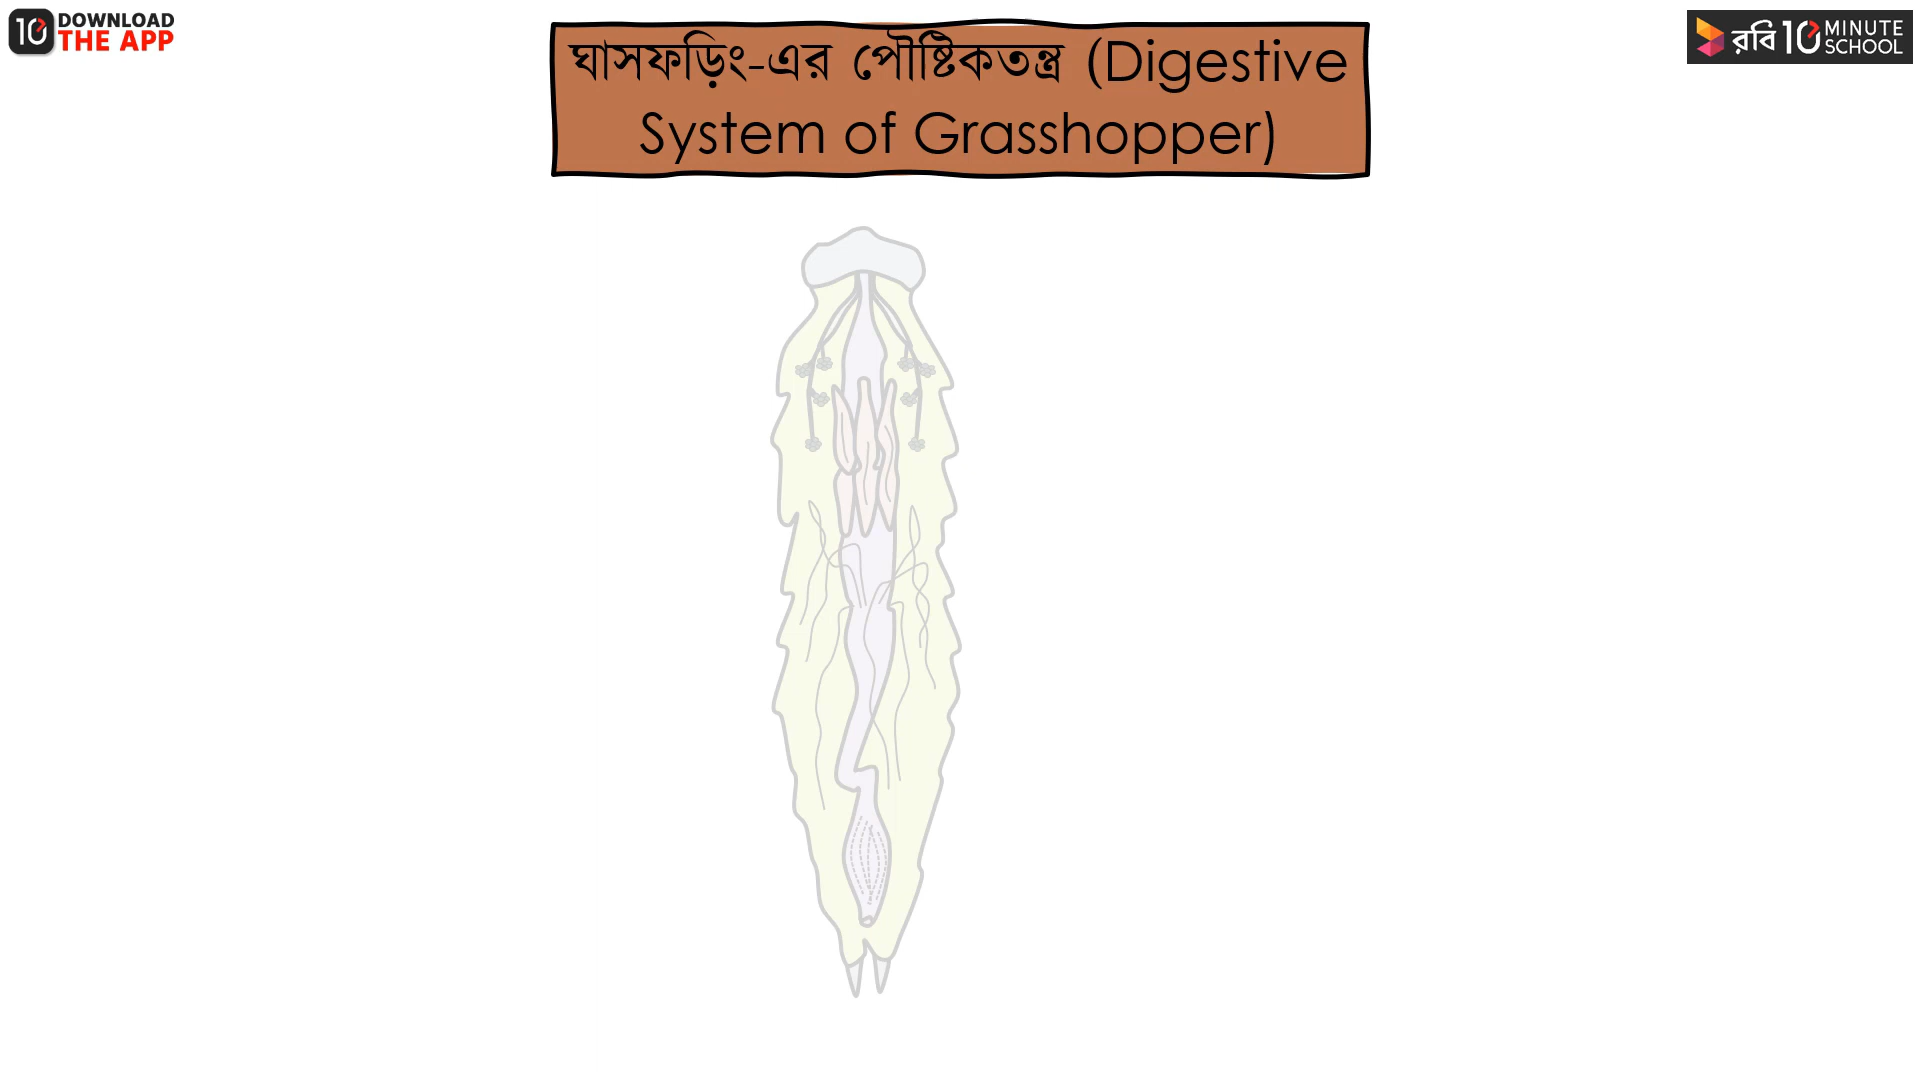 10 DOWNLOAD
THE APP
ঘাসফড়িং-এর পৌষ্টিকতন্ত্র (Digestive
System of Grasshopper)
রবি 10 MINUTE
SCHOOL